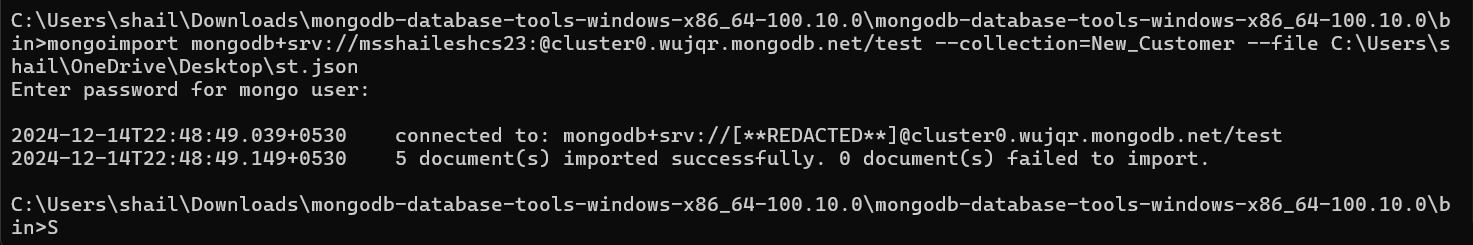 C:\Users\shail\Downloads\mongodb-database-tools-windows-x86_64-100.10.0\mongodb-database-tools-windows-x86_64-100.10.0\b
in>mongoimport mongodb+srv://msshaileshcs23:@cluster0.wujqr.mongodb.net/test --collection=New_Customer --file C:\Users\s
hail\OneDrive\Desktop\st.json
Enter password for mongo user:
2024-12-14T22:48:49.039+0530    connected to: mongodb+srv://[**REDACTED**]@cluster0.wujqr.mongodb.net/test
2024-12-14T22:48:49.149+0530    5 document(s) imported successfully. 0 document(s) failed to import.
C:\Users\shail\Downloads\mongodb-database-tools-windows-x86_64-100.10.0\mongodb-database-tools-windows-x86_64-100.10.0\b
in>S